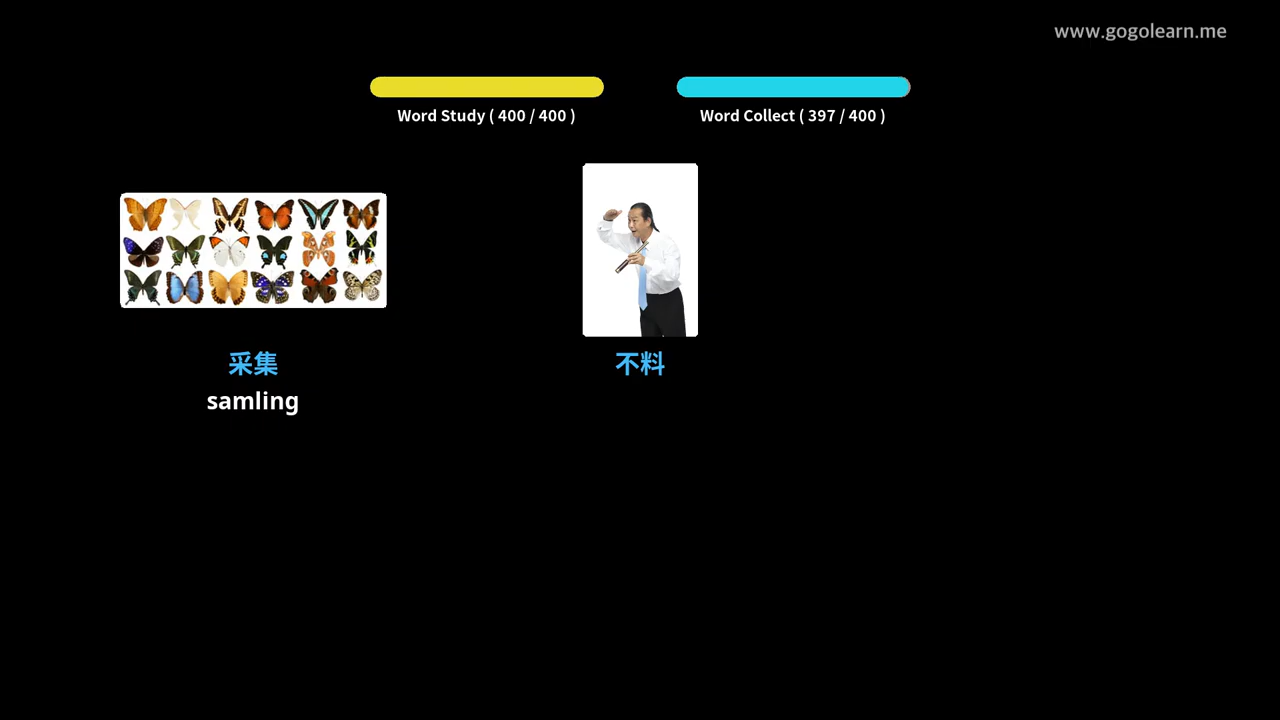 www.gogolearn.me
Word Study ( 400 / 400 )
Word Collect ( 397 / 400 )
采集
samling
不料